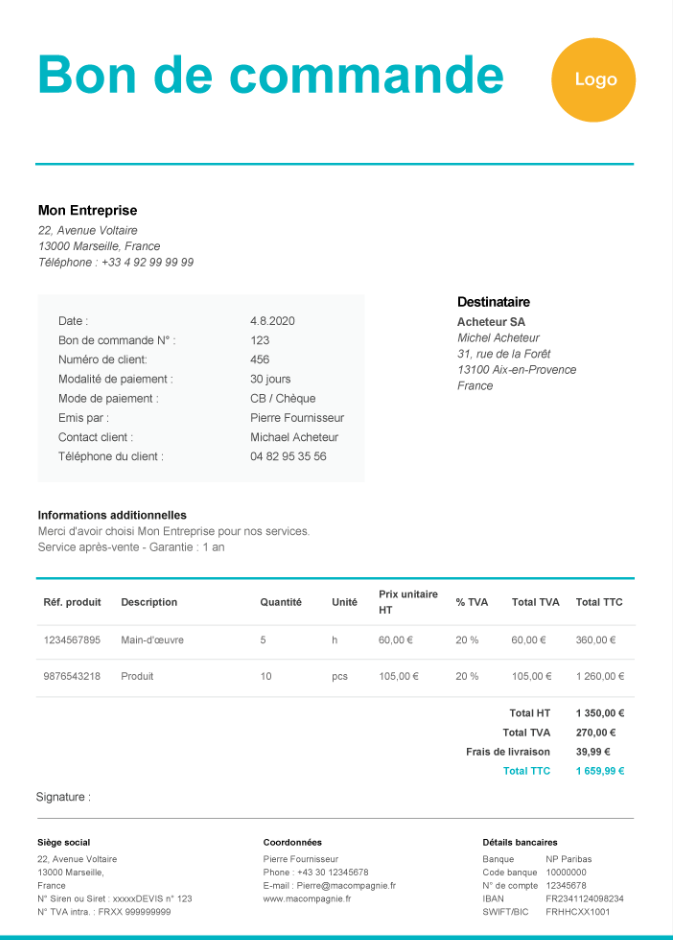 Bon de commande
Logo
Mon Entreprise
22, Avenue Voltaire
13000 Marseille, France
Téléphone : +33 4 92 99 99 99
Date : 4.8.2020
Bon de commande N° : 123
Numéro de client: 456
Modalité de paiement : 30 jours
Mode de paiement : CB / Chèque
Emis par : Pierre Fournisseur
Contact client : Michael Acheteur
Téléphone du client : 04 82 95 35 56
Destinataire
Acheteur SA
Michel Acheteur
31, rue de la Forêt
13100 Aix-en-Provence
France
Informations additionnelles
Merci d'avoir choisi Mon Entreprise pour nos services.
Service après-vente - Garantie : 1 an
Réf. produit Description Quantité Unité Prix unitaire HT % TVA Total TVA Total TTC
1234567895 Main-d'œuvre 5 h 60,00 € 20 % 60,00 € 360,00 €
9876543218 Produit 10 pcs 105,00 € 20 % 105,00 € 1 260,00 €
Total HT 1 350,00 €
Total TVA 270,00 €
Frais de livraison 39,99 €
Total TTC 1 659,99 €
Signature :
Siège social
22, Avenue Voltaire
13000 Marseille,
France
N° Siren ou Siret : xxxxxDEVIS n° 123
N° TVA intra. : FRXX 999999999
Coordonnées
Pierre Fournisseur
Phone : +43 30 12345678
E-mail : Pierre@macompagnie.fr
www.macompagnie.fr
Détails bancaires
Banque NP Paribas
Code banque 10000000
N° de compte 12345678
IBAN FR2341124098234
SWIFT/BIC FRHHCXX1001